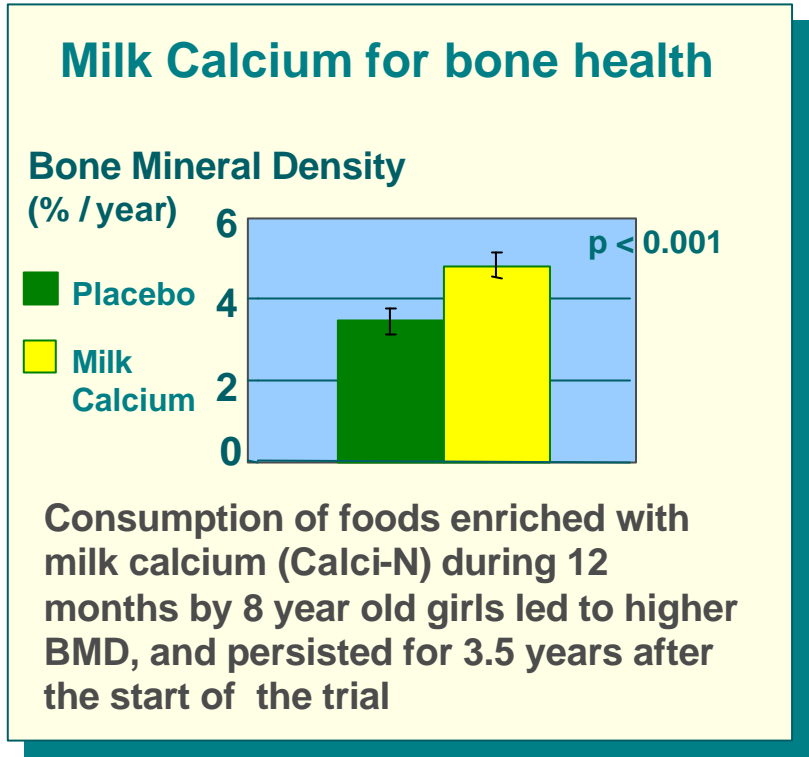 Milk Calcium for bone health
Bone Mineral Density
(% / year)
6
p < 0.001
Placebo
4
Milk
Calcium
2
0
Consumption of foods enriched with
milk calcium (Calci-N) during 12
months by 8 year old girls led to higher
BMD, and persisted for 3.5 years after
the start of the trial